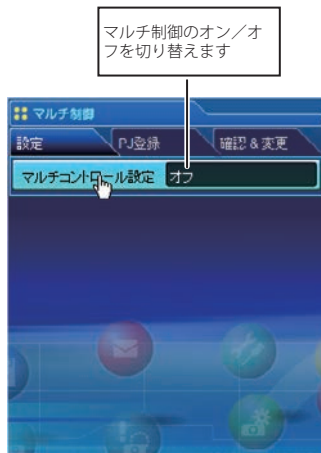 マルチ制御のオン／オ
フを切り替えます
マルチ制御
設定 PJ登録 確認＆変更
マルチコントロール設定 オフ